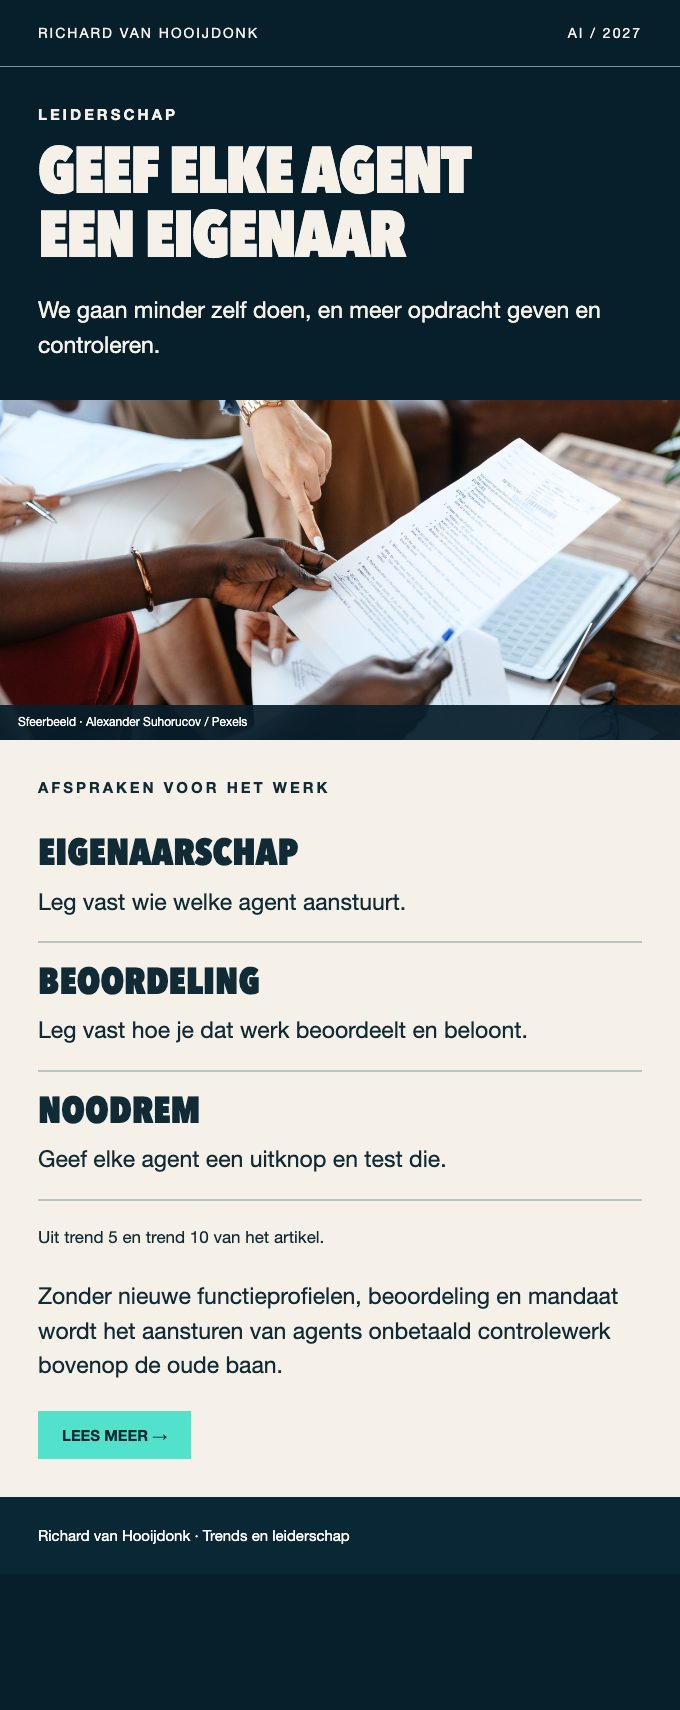 RICHARD VAN HOOIJDONK
AI / 2027
LEIDERSCHAP
GEEF ELKE AGENT
EEN EIGENAAR
We gaan minder zelf doen, en meer opdracht geven en
controleren.
Sfeerbeeld · Alexander Suhorucov / Pexels
AFSPRAKEN VOOR HET WERK
EIGENAARSCHAP
Leg vast wie welke agent aanstuurt.
BEOORDELING
Leg vast hoe je dat werk beoordeelt en beloont.
NOODREM
Geef elke agent een uitknop en test die.
Uit trend 5 en trend 10 van het artikel.
Zonder nieuwe functieprofielen, beoordeling en mandaat
wordt het aansturen van agents onbetaald controlewerk
bovenop de oude baan.
LEES MEER →
Richard van Hooijdonk · Trends en leiderschap